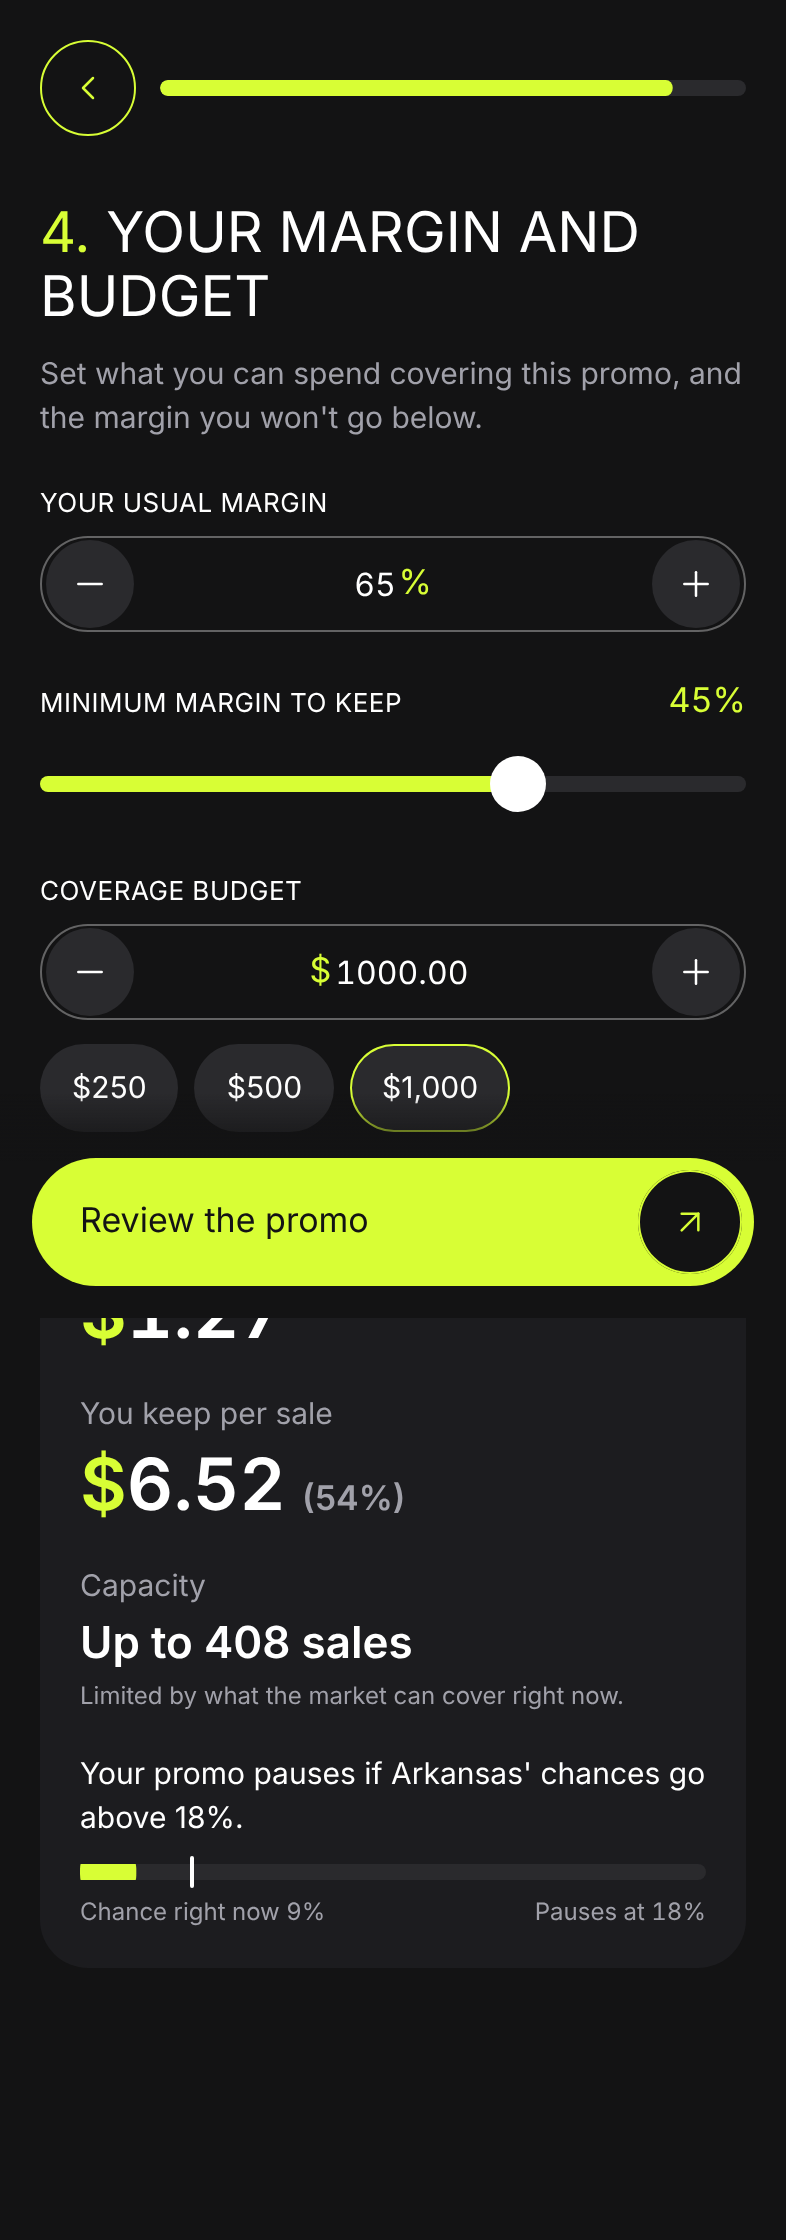 4. YOUR MARGIN AND
BUDGET
Set what you can spend covering this promo, and
the margin you won't go below.
YOUR USUAL MARGIN
65 %
MINIMUM MARGIN TO KEEP 45%
COVERAGE BUDGET
$ 1000.00
$250 $500 $1,000
Review the promo
$1.27
You keep per sale
$6.52 (54%)
Capacity
Up to 408 sales
Limited by what the market can cover right now.
Your promo pauses if Arkansas' chances go
above 18%.
Chance right now 9% Pauses at 18%